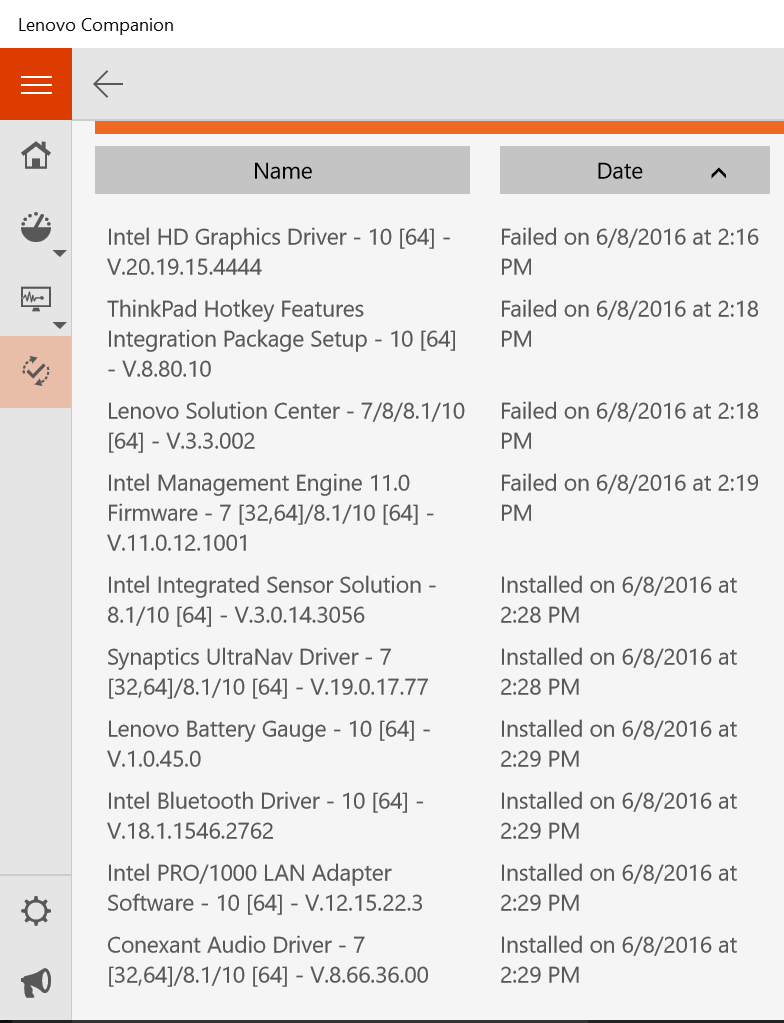 Lenovo Companion
Name
Date
Intel HD Graphics Driver - 10 [64] -
V.20.19.15.4444
Failed on 6/8/2016 at 2:16
PM
ThinkPad Hotkey Features
Integration Package Setup - 10 [64]
- V.8.80.10
Failed on 6/8/2016 at 2:18
PM
Lenovo Solution Center - 7/8/8.1/10
[64] - V.3.3.002
Failed on 6/8/2016 at 2:18
PM
Intel Management Engine 11.0
Firmware - 7 [32,64]/8.1/10 [64] -
V.11.0.12.1001
Failed on 6/8/2016 at 2:19
PM
Intel Integrated Sensor Solution -
8.1/10 [64] - V.3.0.14.3056
Installed on 6/8/2016 at
2:28 PM
Synaptics UltraNav Driver - 7
[32,64]/8.1/10 [64] - V.19.0.17.77
Installed on 6/8/2016 at
2:28 PM
Lenovo Battery Gauge - 10 [64] -
V.1.0.45.0
Installed on 6/8/2016 at
2:29 PM
Intel Bluetooth Driver - 10 [64] -
V.18.1.1546.2762
Installed on 6/8/2016 at
2:29 PM
Intel PRO/1000 LAN Adapter
Software - 10 [64] - V.12.15.22.3
Installed on 6/8/2016 at
2:29 PM
Conexant Audio Driver - 7
[32,64]/8.1/10 [64] - V.8.66.36.00
Installed on 6/8/2016 at
2:29 PM